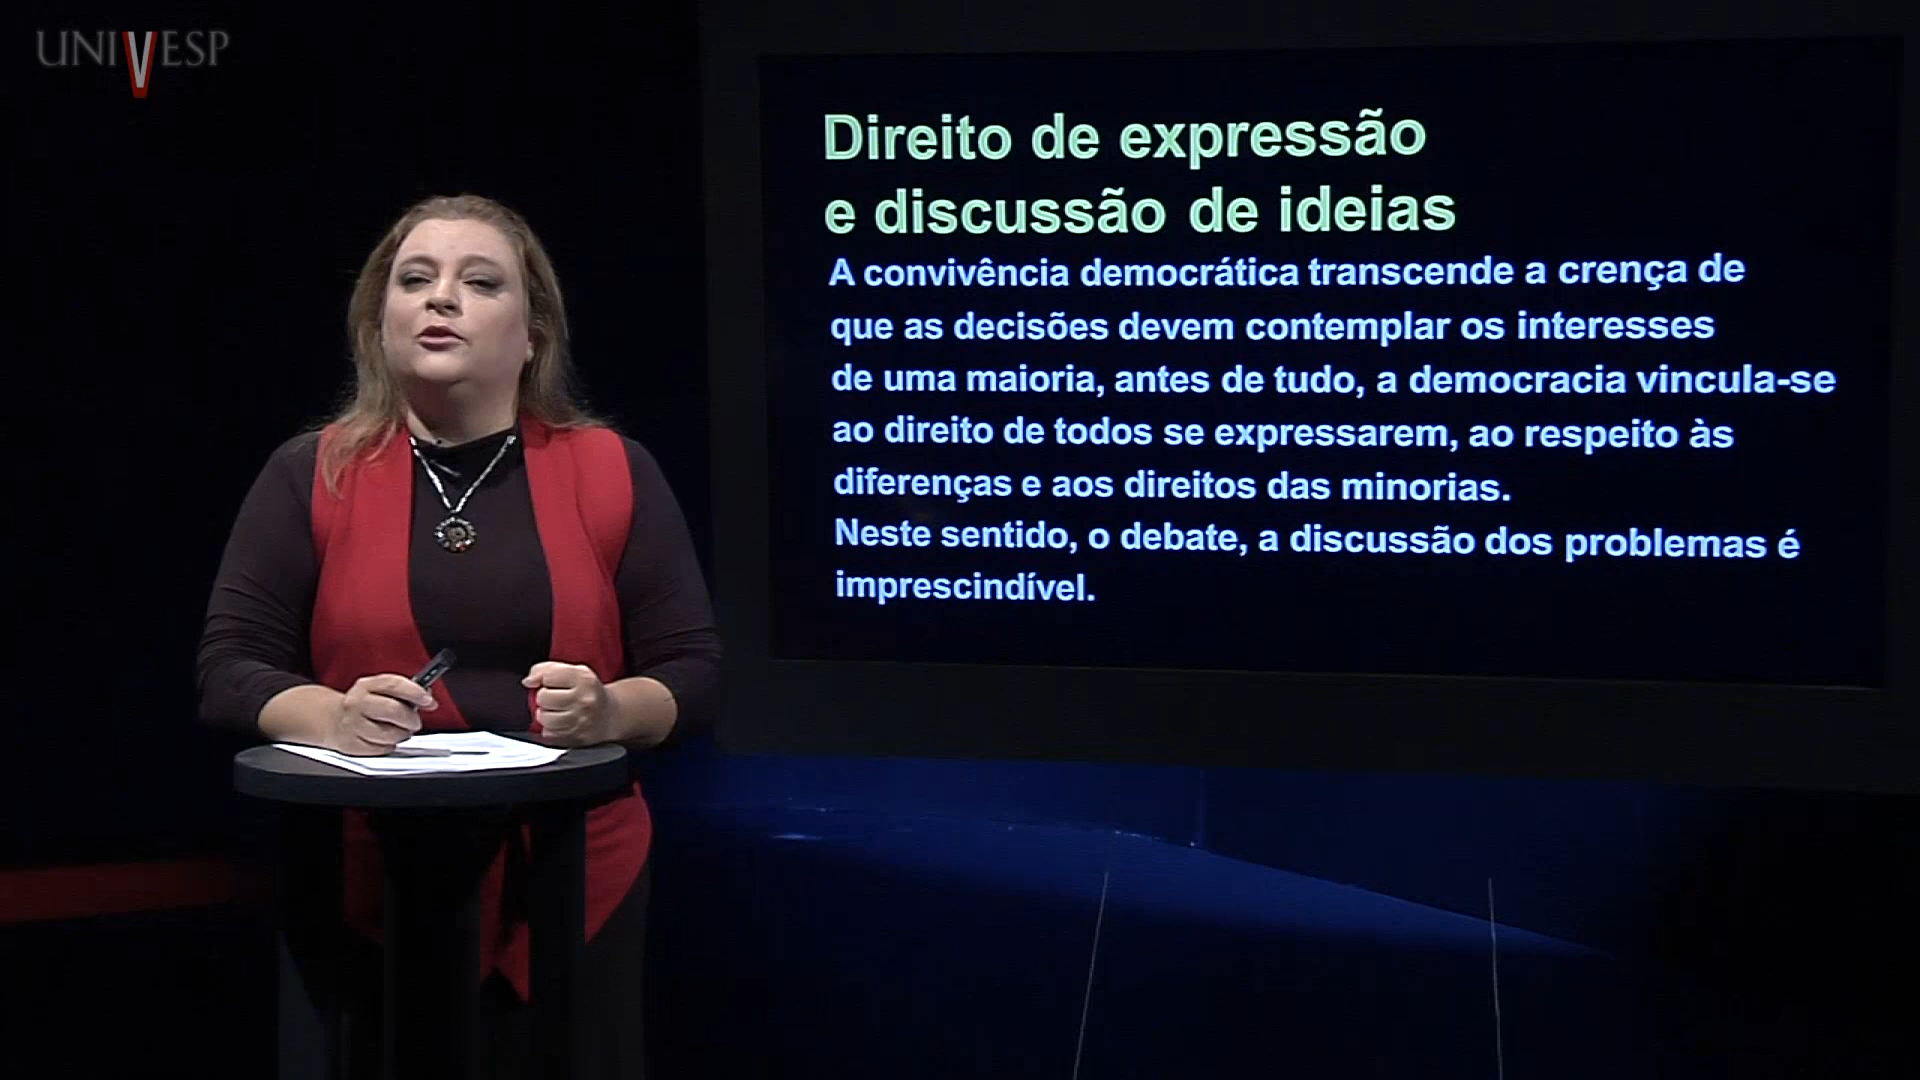 UNIVESP
Direito de expressão
e discussão de ideias
A convivência democrática transcende a crença de
que as decisões devem contemplar os interesses
de uma maioria, antes de tudo, a democracia vincula-se
ao direito de todos se expressarem, ao respeito às
diferenças e aos direitos das minorias.
Neste sentido, o debate, a discussão dos problemas é
imprescindível.